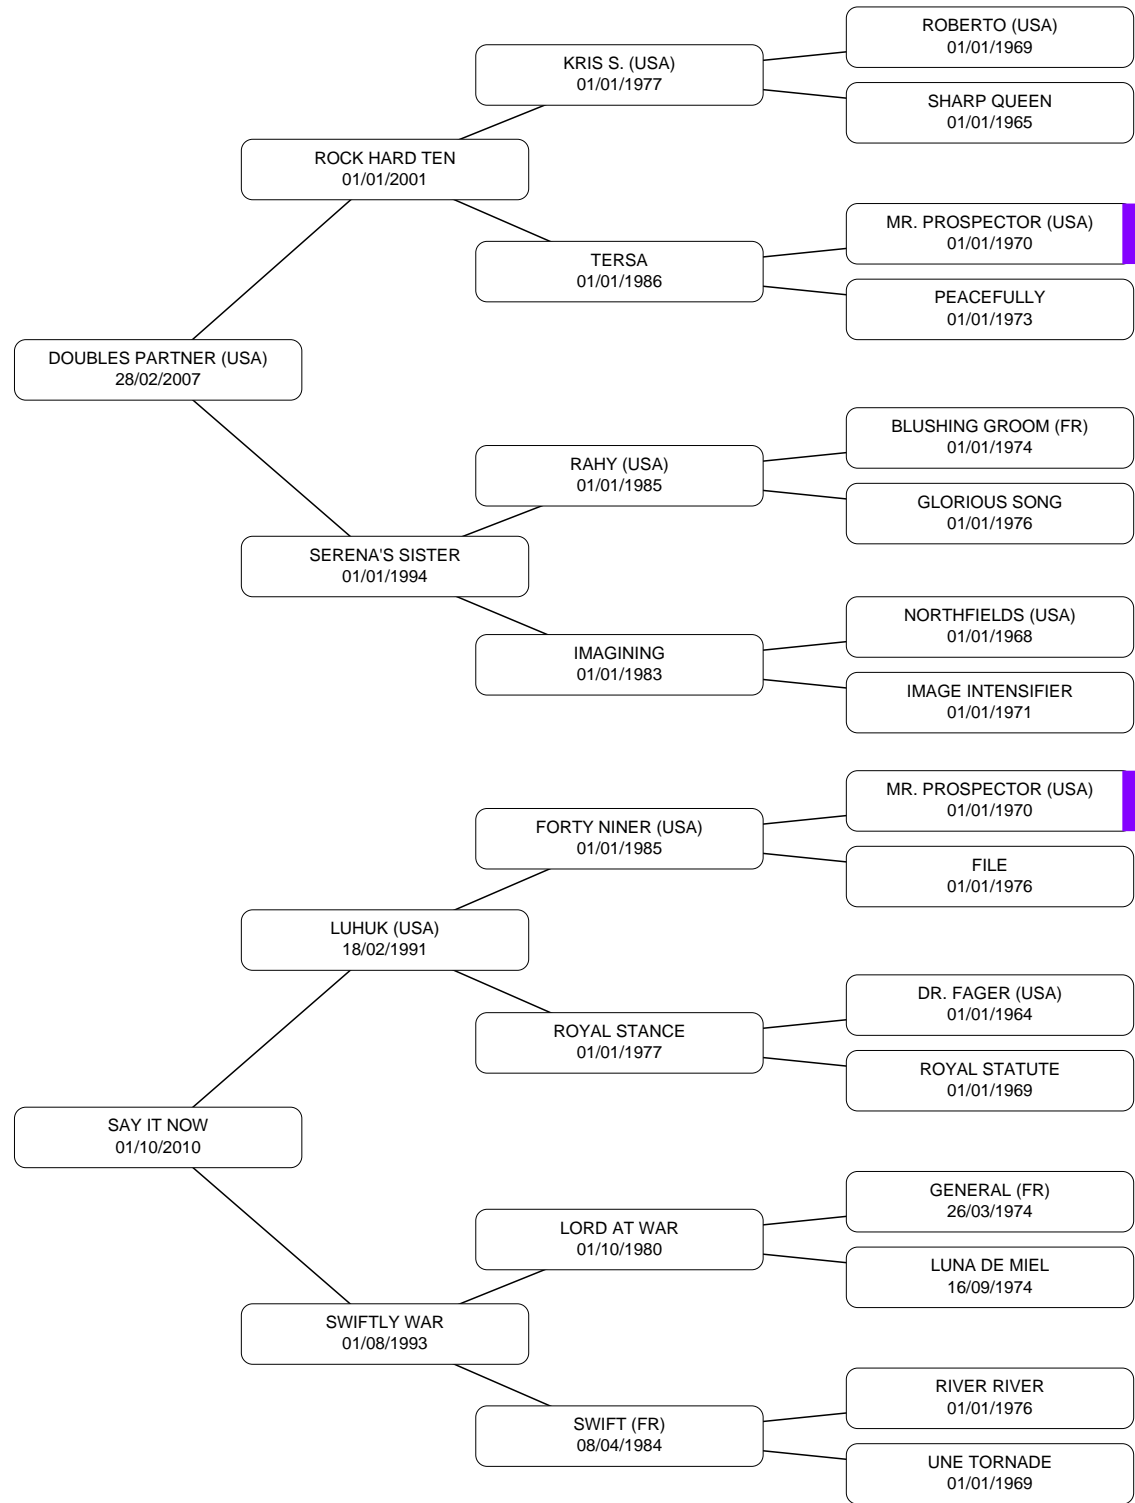 ROBERTO (USA)
01/01/1969
KRIS S. (USA)
01/01/1977
SHARP QUEEN
01/01/1965
ROCK HARD TEN
01/01/2001
MR. PROSPECTOR (USA)
01/01/1970
TERSA
01/01/1986
PEACEFULLY
01/01/1973
DOUBLES PARTNER (USA)
28/02/2007
BLUSHING GROOM (FR)
01/01/1974
RAHY (USA)
01/01/1985
GLORIOUS SONG
01/01/1976
SERENA'S SISTER
01/01/1994
NORTHFIELDS (USA)
01/01/1968
IMAGINING
01/01/1983
IMAGE INTENSIFIER
01/01/1971
MR. PROSPECTOR (USA)
01/01/1970
FORTY NINER (USA)
01/01/1985
FILE
01/01/1976
LUHUK (USA)
18/02/1991
DR. FAGER (USA)
01/01/1964
ROYAL STANCE
01/01/1977
ROYAL STATUTE
01/01/1969
SAY IT NOW
01/10/2010
GENERAL (FR)
26/03/1974
LORD AT WAR
01/10/1980
LUNA DE MIEL
16/09/1974
SWIFTLY WAR
01/08/1993
RIVER RIVER
01/01/1976
SWIFT (FR)
08/04/1984
UNE TORNADE
01/01/1969